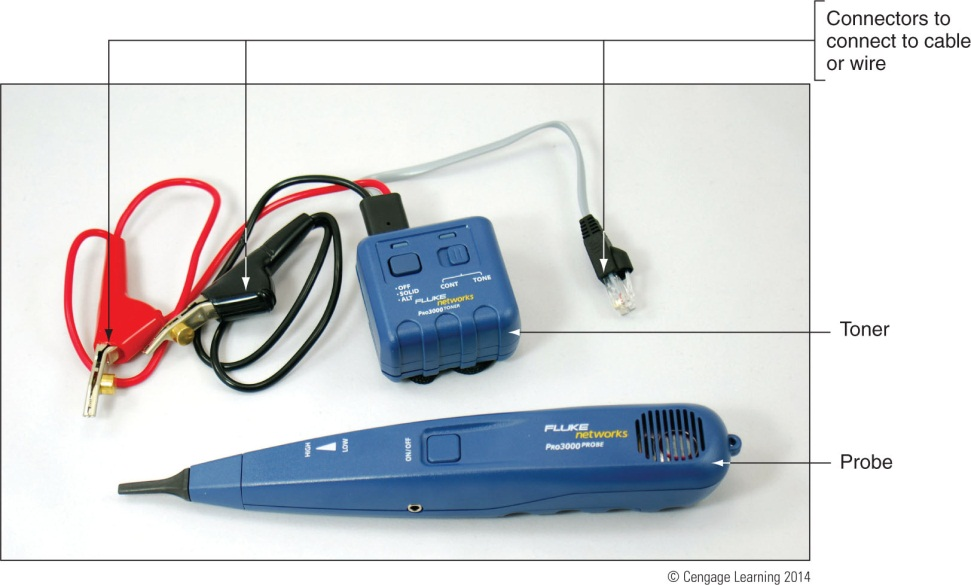 Connectors to
connect to cable
or wire
• OFF
• SOLID
• ALT
CONT TONE
FLUKE
networks
PRO3000 TONER
Toner
HIGH
LOW
ON/OFF
FLUKE
networks
PRO3000 PROBE
Probe
© Cengage Learning 2014